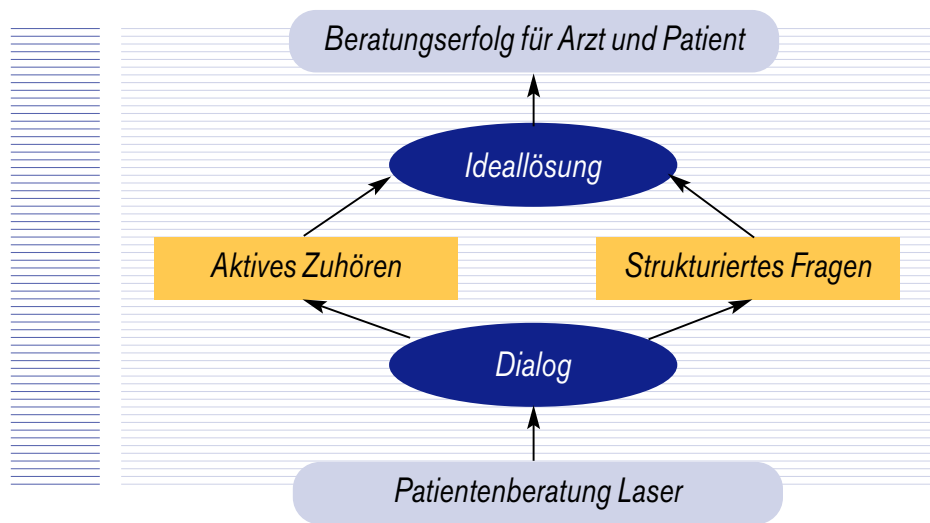 Beratungserfolg für Arzt und Patient
Ideallösung
Aktives Zuhören
Strukturiertes Fragen
Dialog
Patientenberatung Laser